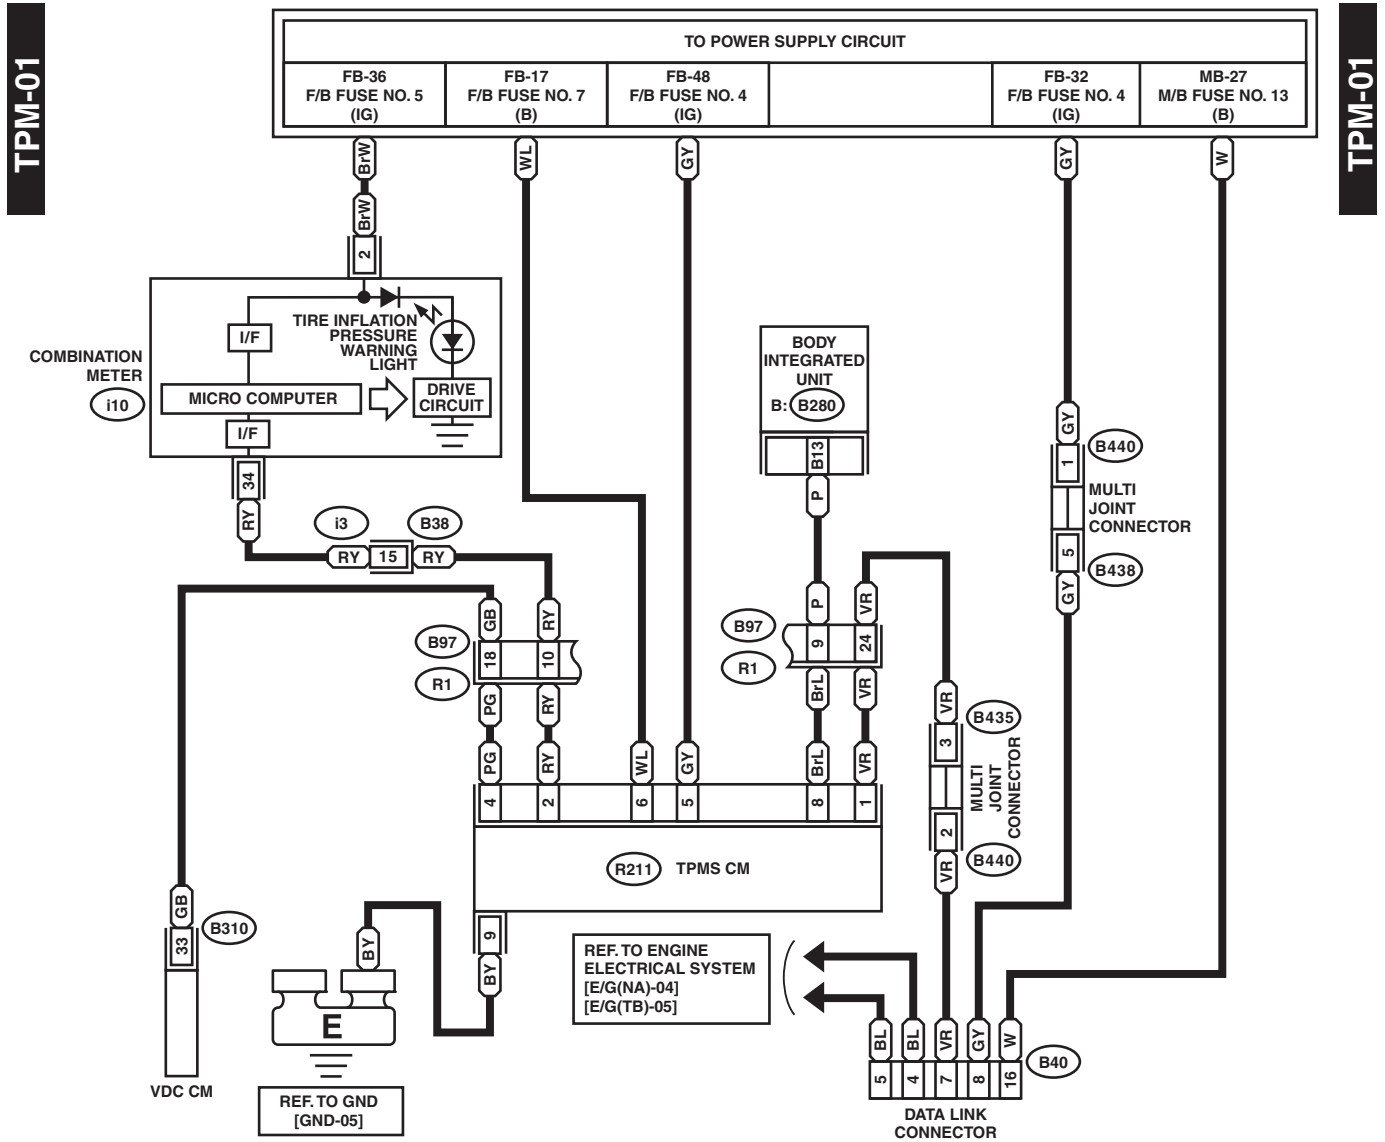 TPM-01
TPM-01
TO POWER SUPPLY CIRCUIT
FB-36
F/B FUSE NO. 5
(IG)
FB-17
F/B FUSE NO. 7
(B)
FB-48
F/B FUSE NO. 4
(IG)
FB-32
F/B FUSE NO. 4
(IG)
MB-27
M/B FUSE NO. 13
(B)
BrW
WL
GY
GY
W
BrW
2
TIRE INFLATION
PRESSURE
WARNING
LIGHT
I/F
COMBINATION
METER
i10
MICRO COMPUTER
DRIVE
CIRCUIT
I/F
34
RY
BODY
INTEGRATED
UNIT
B: B280
B13
P
GY
1
B440
MULTI
JOINT
CONNECTOR
5
B438
GY
i3
B38
RY
15
RY
GB
RY
B97
18
10
R1
PG
RY
P
VR
B97
9
24
R1
BrL
VR
VR
B435
3
MULTI
JOINT
CONNECTOR
2
B440
VR
PG
RY
WL
GY
BrL
VR
4
2
6
5
8
1
R211
TPMS CM
GB
B310
33
VDC CM
BY
9
BY
E
REF. TO GND
[GND-05]
REF. TO ENGINE
ELECTRICAL SYSTEM
[E/G(NA)-04]
[E/G(TB)-05]
BL
BL
VR
GY
W
5
4
7
8
16
B40
DATA LINK
CONNECTOR